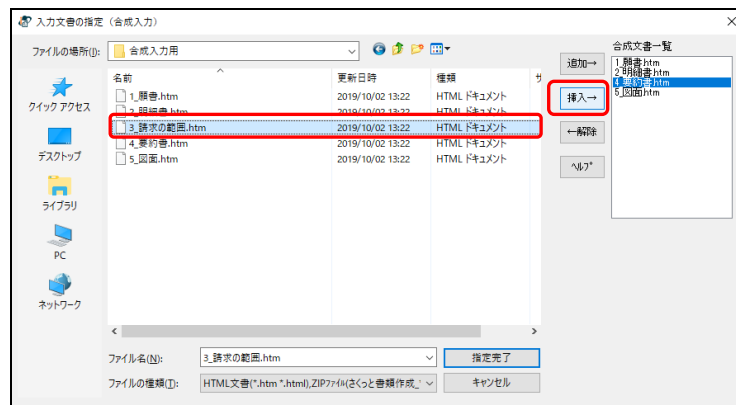 入力文書の指定（合成入力）
ファイルの場所(I): 合成入力用
クイック アクセス
デスクトップ
ライブラリ
PC
ネットワーク
名前 更新日時 種類 サ
1_願書.htm 2019/10/02 13:22 HTML ドキュメント
2_明細書.htm 2019/10/02 13:22 HTML ドキュメント
3_請求の範囲.htm 2019/10/02 13:22 HTML ドキュメント
4_要約書.htm 2019/10/02 13:22 HTML ドキュメント
5_図面.htm 2019/10/02 13:22 HTML ドキュメント
ファイル名(N): 3_請求の範囲.htm 指定完了
ファイルの種類(T): HTML文書(*.htm *.html),ZIPファイル(さくっと書類作成_ キャンセル
追加→
挿入→
←解除
ヘルプ
合成文書一覧
1_願書.htm
2_明細書.htm
4_要約書.htm
5_図面.htm